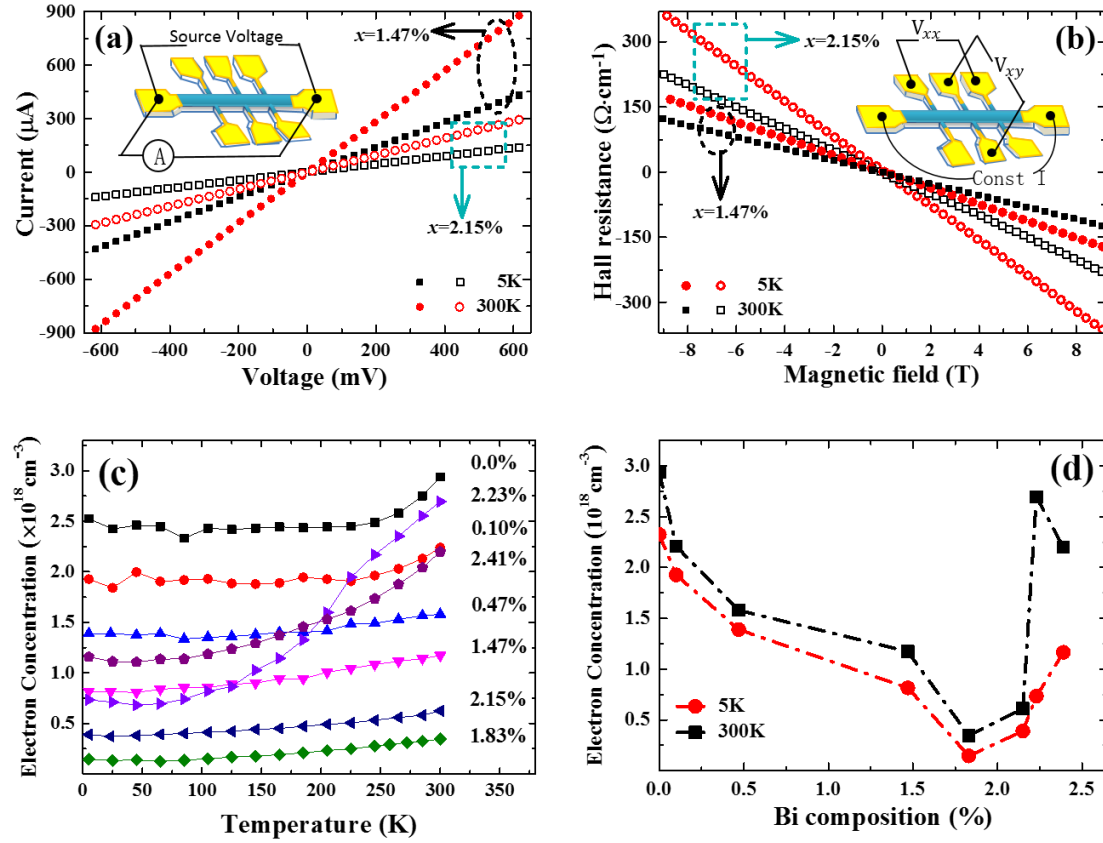 (a)
Source Voltage
A
x=1.47%
x=2.15%
5K
300K
900
600
300
0
-300
-600
-900
-600
-400
-200
0
200
400
600
Current (μA)
Voltage (mV)
(b)
x=2.15%
Vxx
Vxy
Const I
x=1.47%
5K
300K
300
150
0
-150
-300
-8
-6
-4
-2
0
2
4
6
8
Hall resistance (Ω·cm-1)
Magnetic field (T)
(c)
0.0%
2.23%
0.10%
2.41%
0.47%
1.47%
2.15%
1.83%
3.0
2.5
2.0
1.5
1.0
0.5
0
50
100
150
200
250
300
350
Electron Concentration (×10^18 cm^-3)
Temperature (K)
(d)
5K
300K
3.0
2.5
2.0
1.5
1.0
0.5
0.0
0.5
1.0
1.5
2.0
2.5
Electron Concentration (10^18 cm^-3)
Bi composition (%)